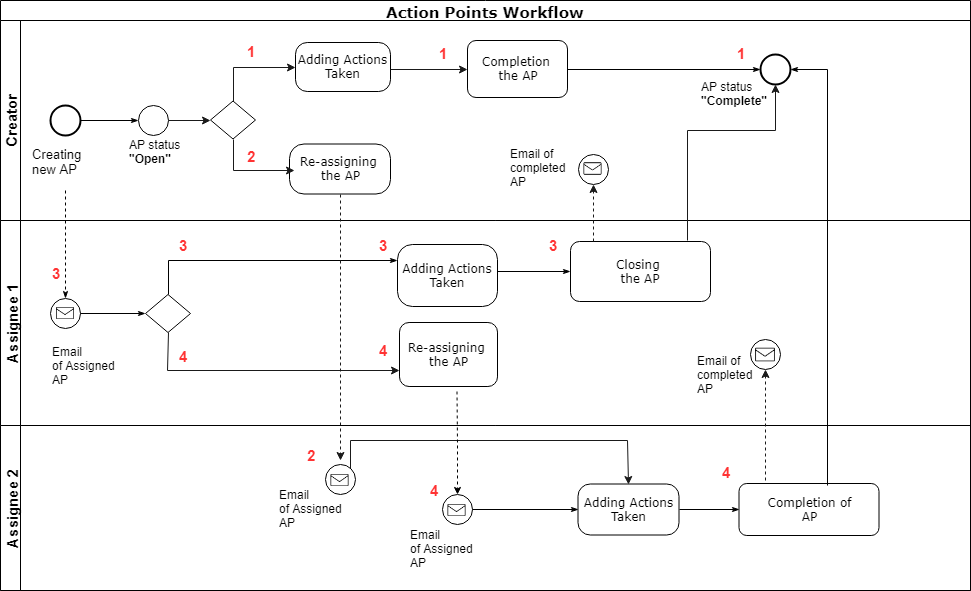 Action Points Workflow
Creator
1
Adding Actions
Taken
1
Completion
the AP
1
AP status
"Complete"
Creating
new AP
AP status
"Open"
2
Re-assigning
the AP
Email of
completed
AP
Assignee 1
3
Email
of Assigned
AP
3
3
Adding Actions
Taken
3
Closing
the AP
4
4
Re-assigning
the AP
Email of
completed
AP
Assignee 2
2
Email
of Assigned
AP
4
Email
of Assigned
AP
Adding Actions
Taken
4
Completion of
AP